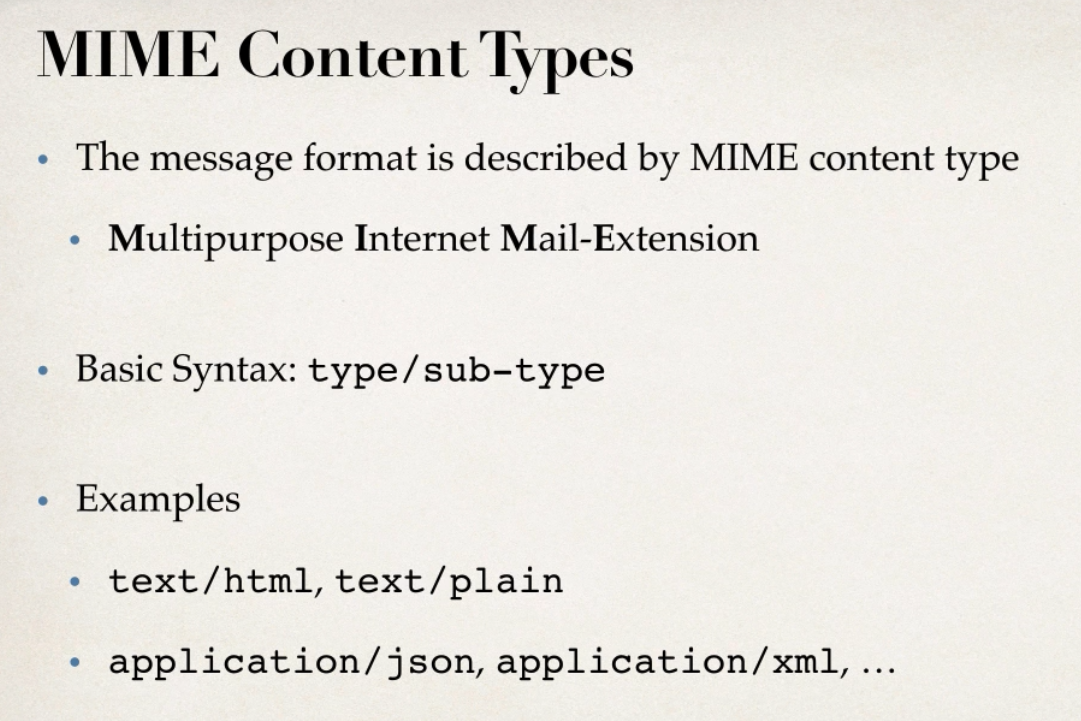 MIME Content Types
• The message format is described by MIME content type
• Multipurpose Internet Mail-Extension
• Basic Syntax: type/sub-type
• Examples
• text/html, text/plain
• application/json, application/xml, ...